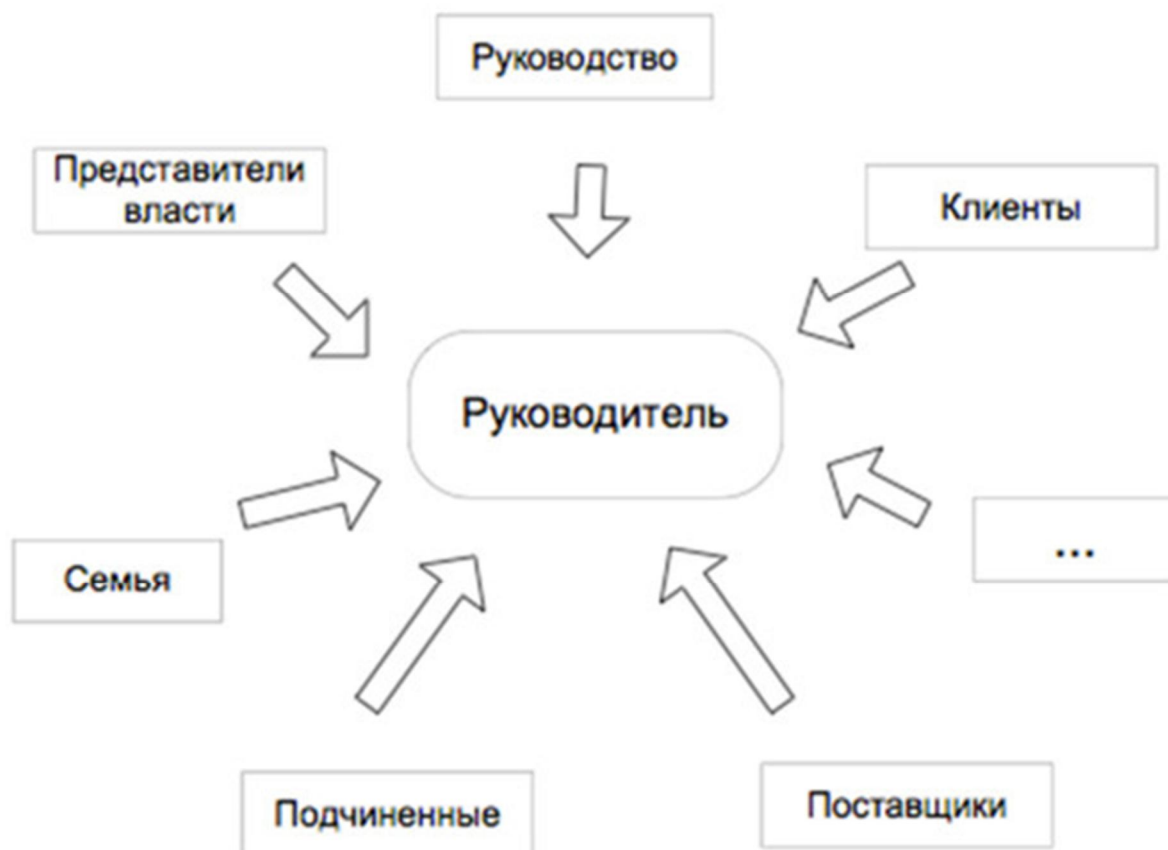 Руководство
Представители
власти
Клиенты
Руководитель
...
Семья
Подчиненные
Поставщики